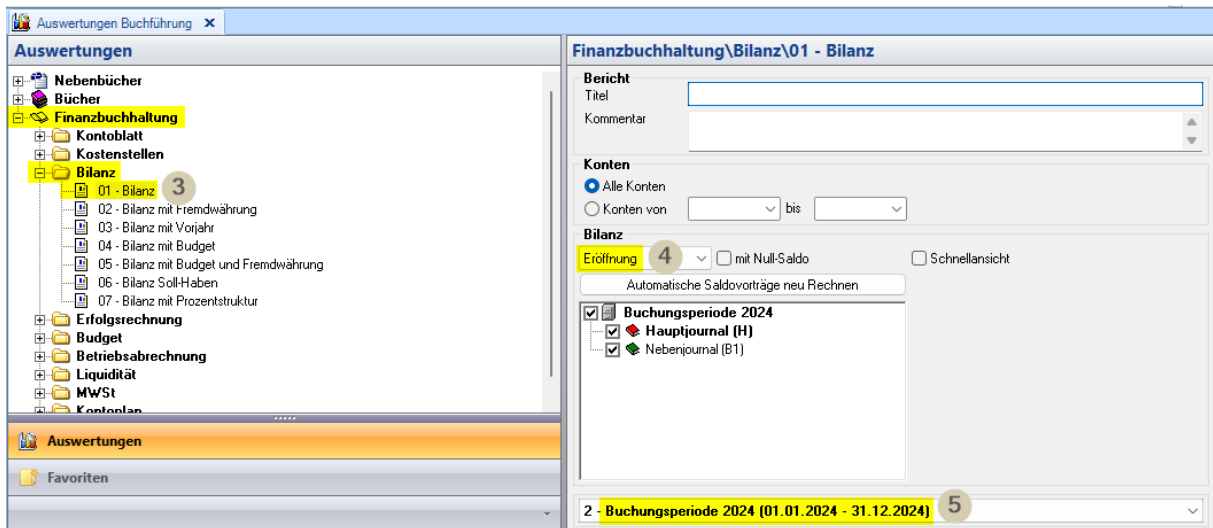 Auswertungen Buchführung X
Auswertungen
Nebenbücher
Bücher
Finanzbuchhaltung
Kontoblatt
Kostenstellen
Bilanz
01 - Bilanz 3
02 - Bilanz mit Fremdwährung
03 - Bilanz mit Vorjahr
04 - Bilanz mit Budget
05 - Bilanz mit Budget und Fremdwährung
06 - Bilanz Soll-Haben
07 - Bilanz mit Prozentstruktur
Erfolgsrechnung
Budget
Betriebsabrechnung
Liquidität
MWSt
Kontoplan
Auswertungen
Favoriten
Finanzbuchhaltung\Bilanz\01 - Bilanz
Bericht
Titel
Kommentar
Konten
Alle Konten
Konten von bis
Bilanz
Eröffnung 4 mit Null-Saldo Schnellansicht
Automatische Saldovorträge neu Rechnen
Buchungsperiode 2024
Hauptjournal (H)
Nebenjournal (B1)
2 - Buchungsperiode 2024 (01.01.2024 - 31.12.2024) 5